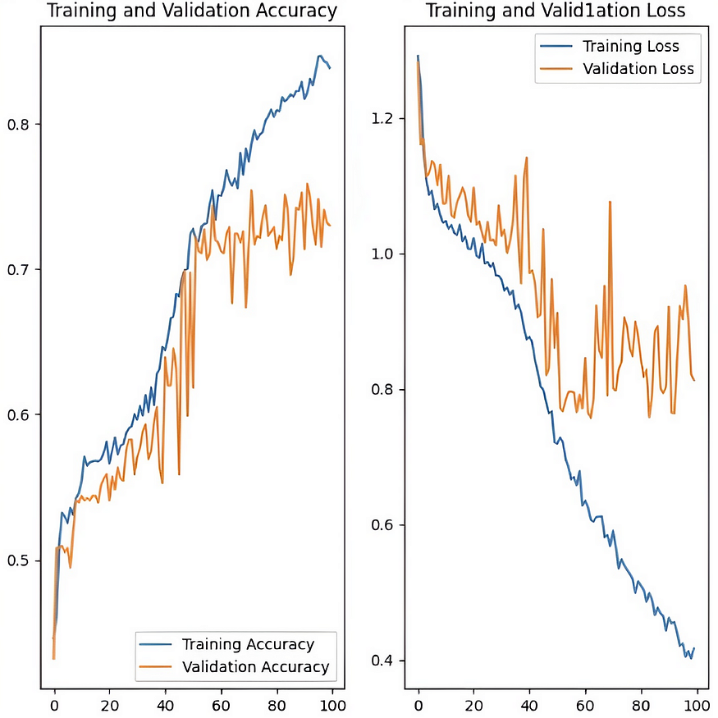 Training and Validation Accuracy
0.8
0.7
0.6
0.5
0 20 40 60 80 100
Training Accuracy
Validation Accuracy
Training and Valid1ation Loss
1.2
1.0
0.8
0.6
0.4
0 20 40 60 80 100
Training Loss
Validation Loss